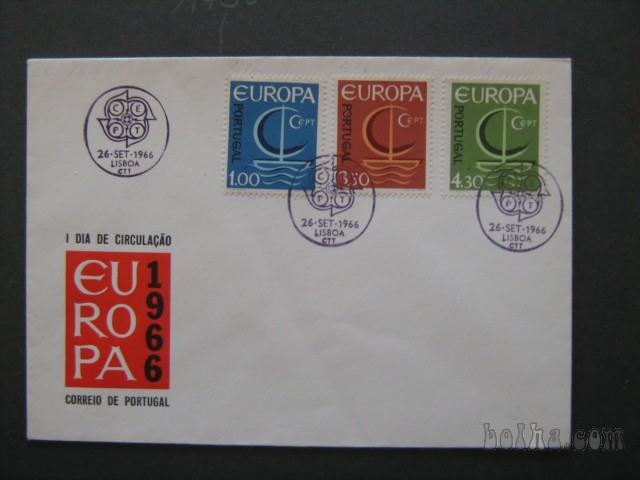 CE
PT
26·SET·1966
LISBOA
CTT
EUROPA
PORTUGAL
CEPT
1.00
EUROPA
PORTUGAL
CEPT
3.50
EUROPA
PORTUGAL
CEPT
4.30
26·SET·1966
LISBOA
CTT
26·SET·1966
LISBOA
CTT
I DIA DE CIRCULAÇÃO
EU
RO
PA
1966
CORREIO DE PORTUGAL
bolha.com